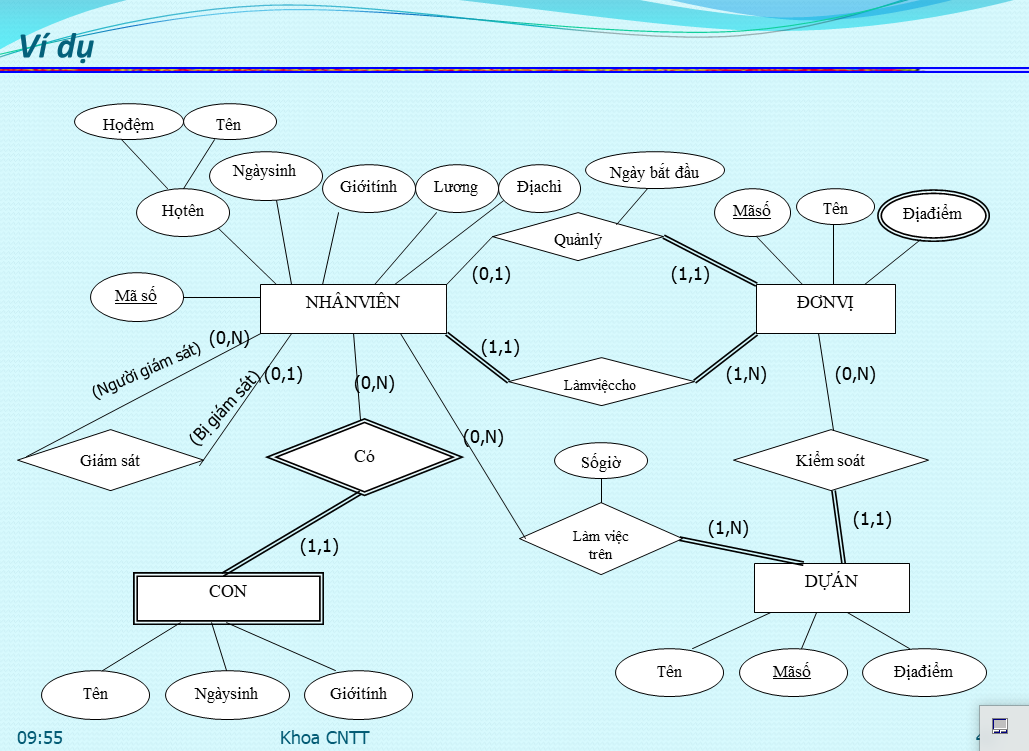 Ví dụ
Họđệm
Tên
Ngàysinh
Giớitính
Lương
Địachỉ
Ngày bắt đầu
Họtên
Mãsố
Tên
Địađiểm
Quảnlý
(0,1)
(1,1)
Mã số
NHÂNVIÊN
ĐƠNVỊ
(Người giám sát)
(0,N)
(1,1)
(Bị giám sát)
(0,1)
(0,N)
Làmviệccho
(1,N)
(0,N)
Giám sát
Có
(0,N)
Sốgiờ
Kiểm soát
(1,1)
Làm việc
trên
(1,N)
(1,1)
CON
DỰÁN
Tên
Ngàysinh
Giớitính
Tên
Mãsố
Địađiểm
09:55
Khoa CNTT